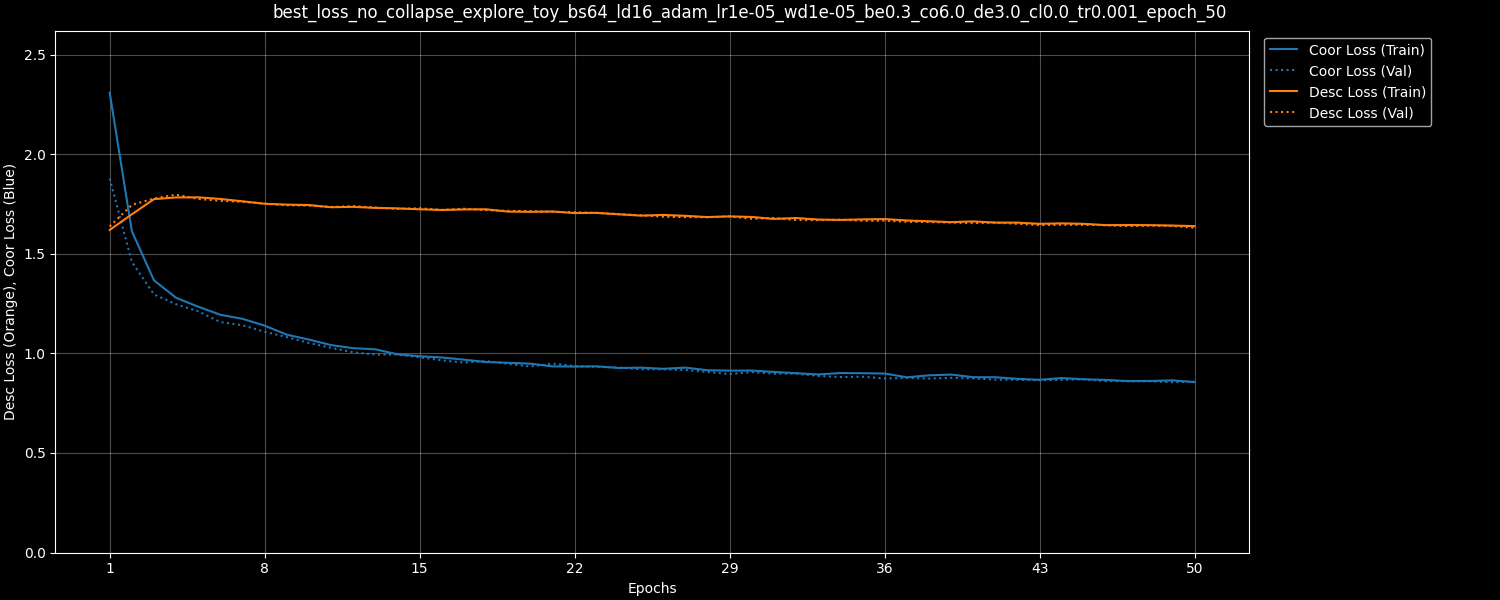 best_loss_no_collapse_explore_toy_bs64_ld16_adam_lr1e-05_wd1e-05_be0.3_co6.0_de3.0_cl0.0_tr0.001_epoch_50
Coor Loss (Train)
Coor Loss (Val)
Desc Loss (Train)
Desc Loss (Val)
Desc Loss (Orange), Coor Loss (Blue)
2.5
2.0
1.5
1.0
0.5
0.0
1 8 15 22 29 36 43 50
Epochs